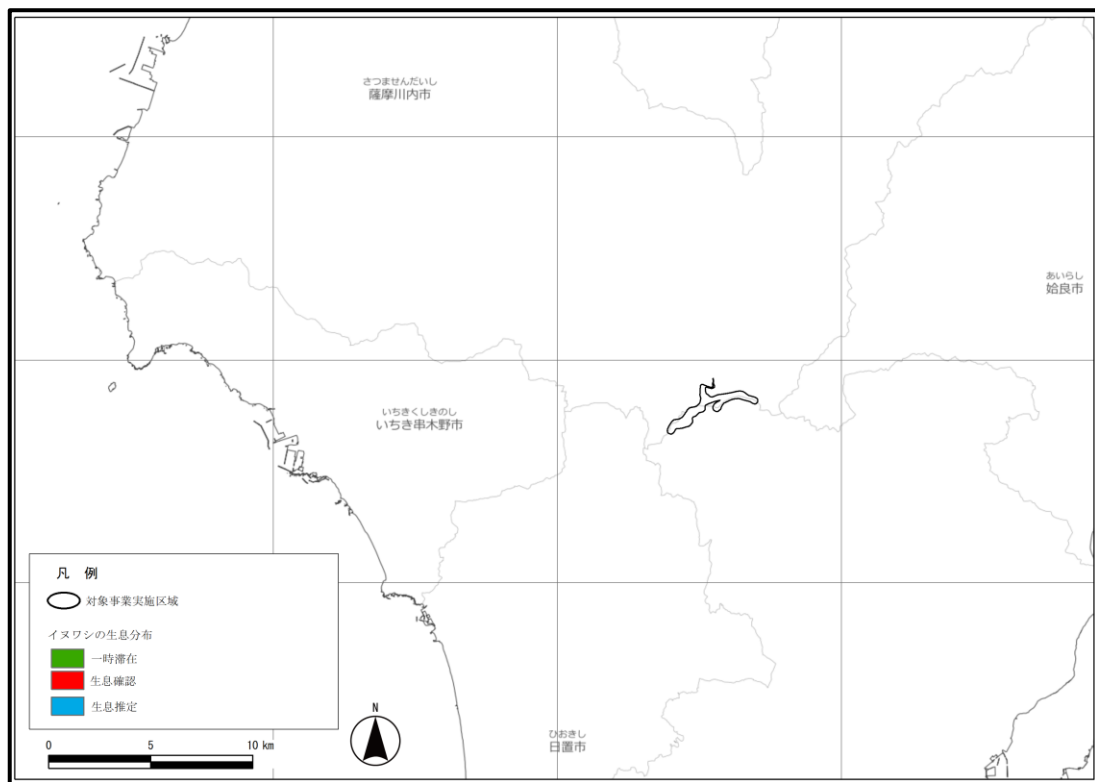 さつませんだいし
薩摩川内市
あいらし
姶良市
いちきくしきのし
いちき串木野市
凡 例
対象事業実施区域
イヌワシの生息分布
一時滞在
生息確認
生息推定
0 5 10 km
N
ひおきし
日置市